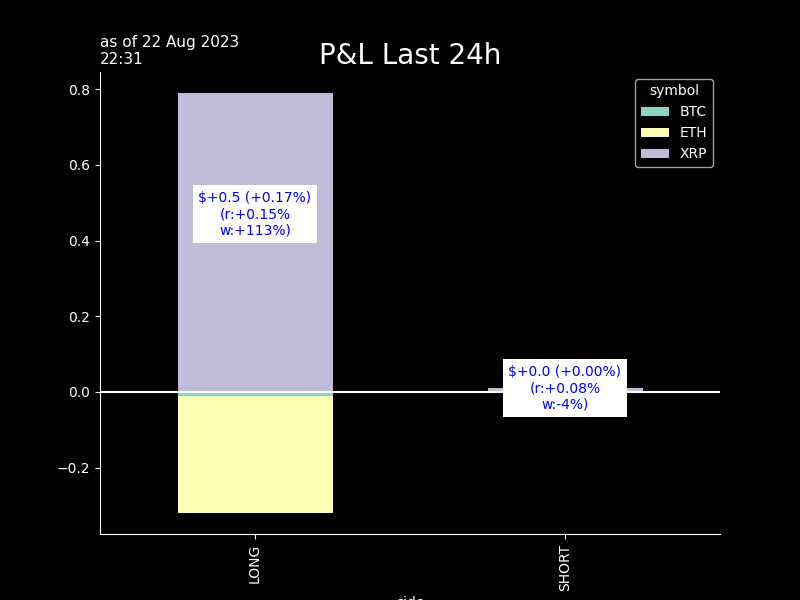 as of 22 Aug 2023
22:31
P&L Last 24h
symbol
BTC
ETH
XRP
0.8
0.6
0.4
0.2
0.0
−0.2
$+0.5 (+0.17%)
(r:+0.15%
w:+113%)
$+0.0 (+0.00%)
(r:+0.08%
w:-4%)
LONG
SHORT